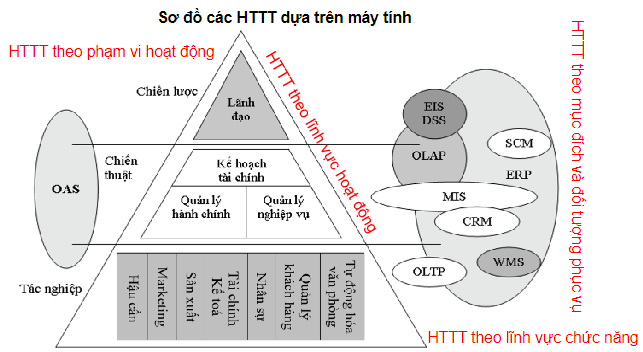 Sơ đồ các HTTT dựa trên máy tính
HTTT theo phạm vi hoạt động
Chiến lược
Lãnh
đạo
HTTT theo lĩnh vực hoạt động
HTTT theo mục đích và đối tượng phục vụ
EIS
DSS
OLAP
SCM
ERP
Chiến
thuật
OAS
Kế hoạch
tài chính
Quản lý
hành chính
Quản lý
nghiệp vụ
MIS
CRM
OLTP
WMS
Tác nghiệp
Hậu cần
Marketing
Sản xuất
Tài chính
Kế toá
Nhân sự
Quản lý
khách hàng
Tự động hóa
văn phòng
HTTT theo lĩnh vực chức năng